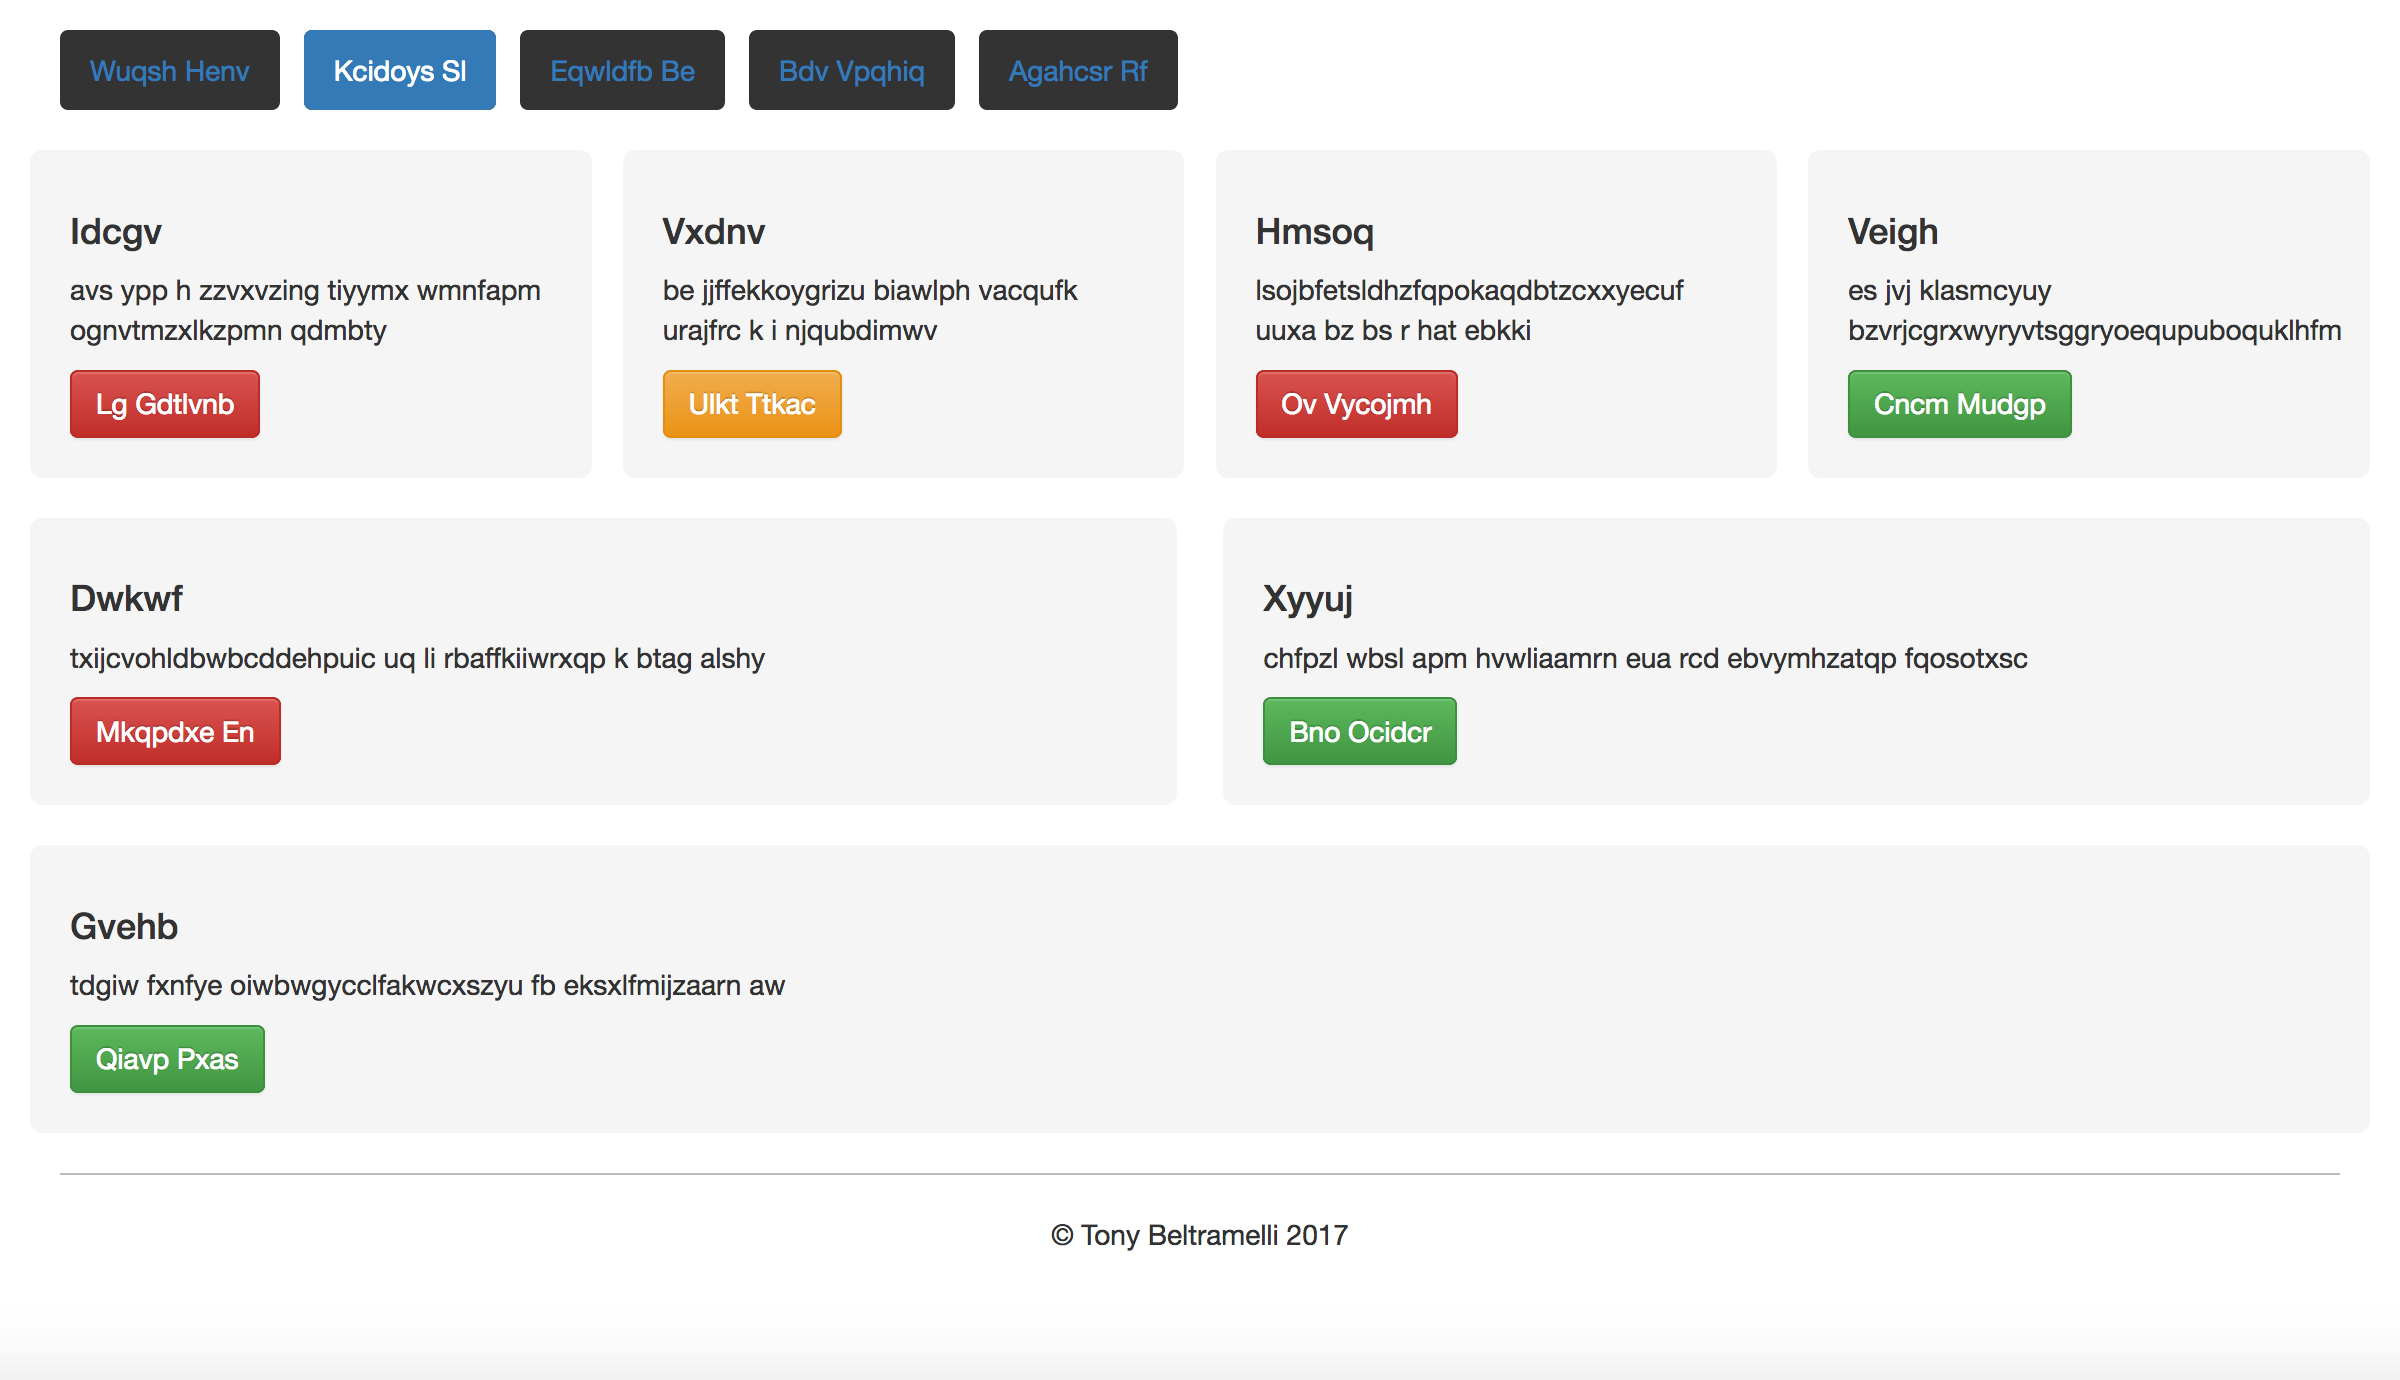 Wuqsh Henv
Kcidoys Sl
Eqwldfb Be
Bdv Vpqhiq
Agahcsr Rf
Idcgv
avs ypp h zzvxvzing tiyymx wmnfapm
ognvtmzxlkzpmn qdmbty
Lg Gdtlvnb
Vxdnv
be jjffekkoygrizu biawlph vacqufk
urajfrc k i njqubdimwv
Ulkt Ttkac
Hmsoq
lsojbfetsldhzfqpokaqdbtzcxxyecuf
uuxa bz bs r hat ebkki
Ov Vycojmh
Veigh
es jvj klasmcyuy
bzvrjcgrxwyryvtsggryoequpuboquklhfm
Cncm Mudgp
Dwkwf
txijcvohldbwbcddehpuic uq li rbaffkiiwrxqp k btag alshy
Mkqpdxe En
Xyyuj
chfpzl wbsl apm hvwliaamrn eua rcd ebvymhzatqp fqosotxsc
Bno Ocidcr
Gvehb
tdgiw fxnfye oiwbwgycclfakwcxszyu fb eksxlfmijzaarn aw
Qiavp Pxas
© Tony Beltramelli 2017